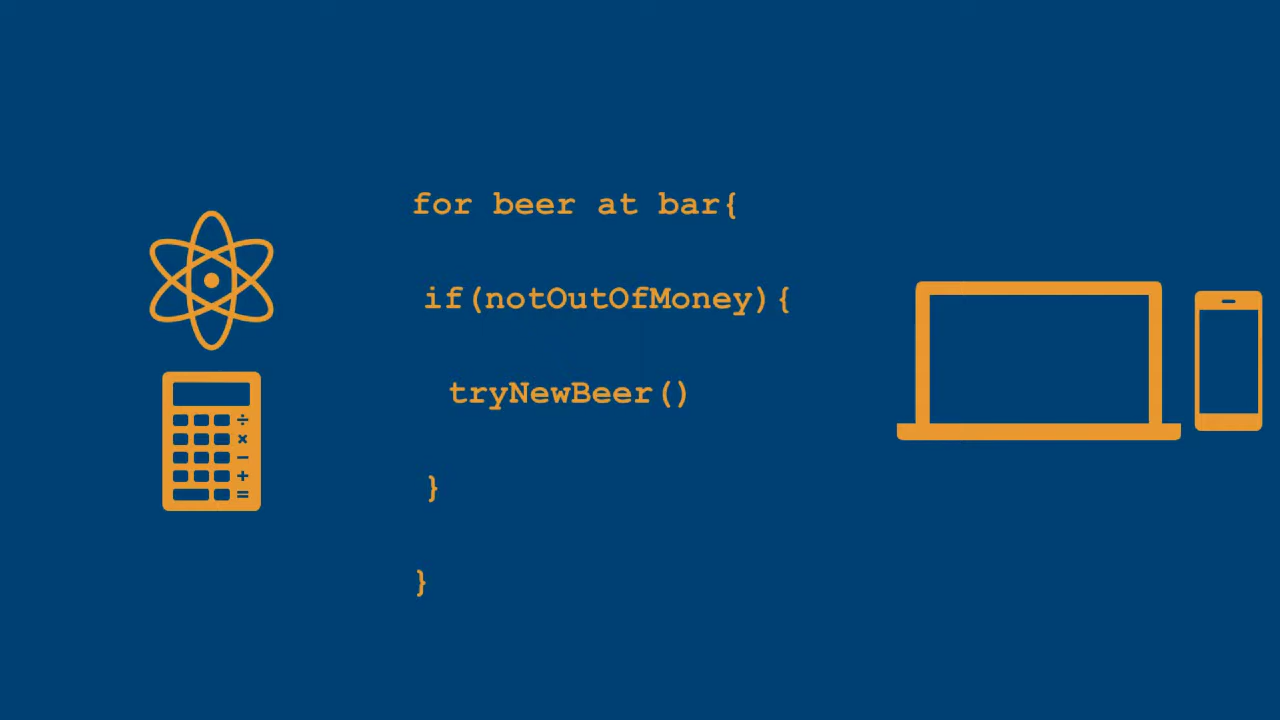 for beer at bar{
if(notOutOfMoney){
tryNewBeer()
}
}